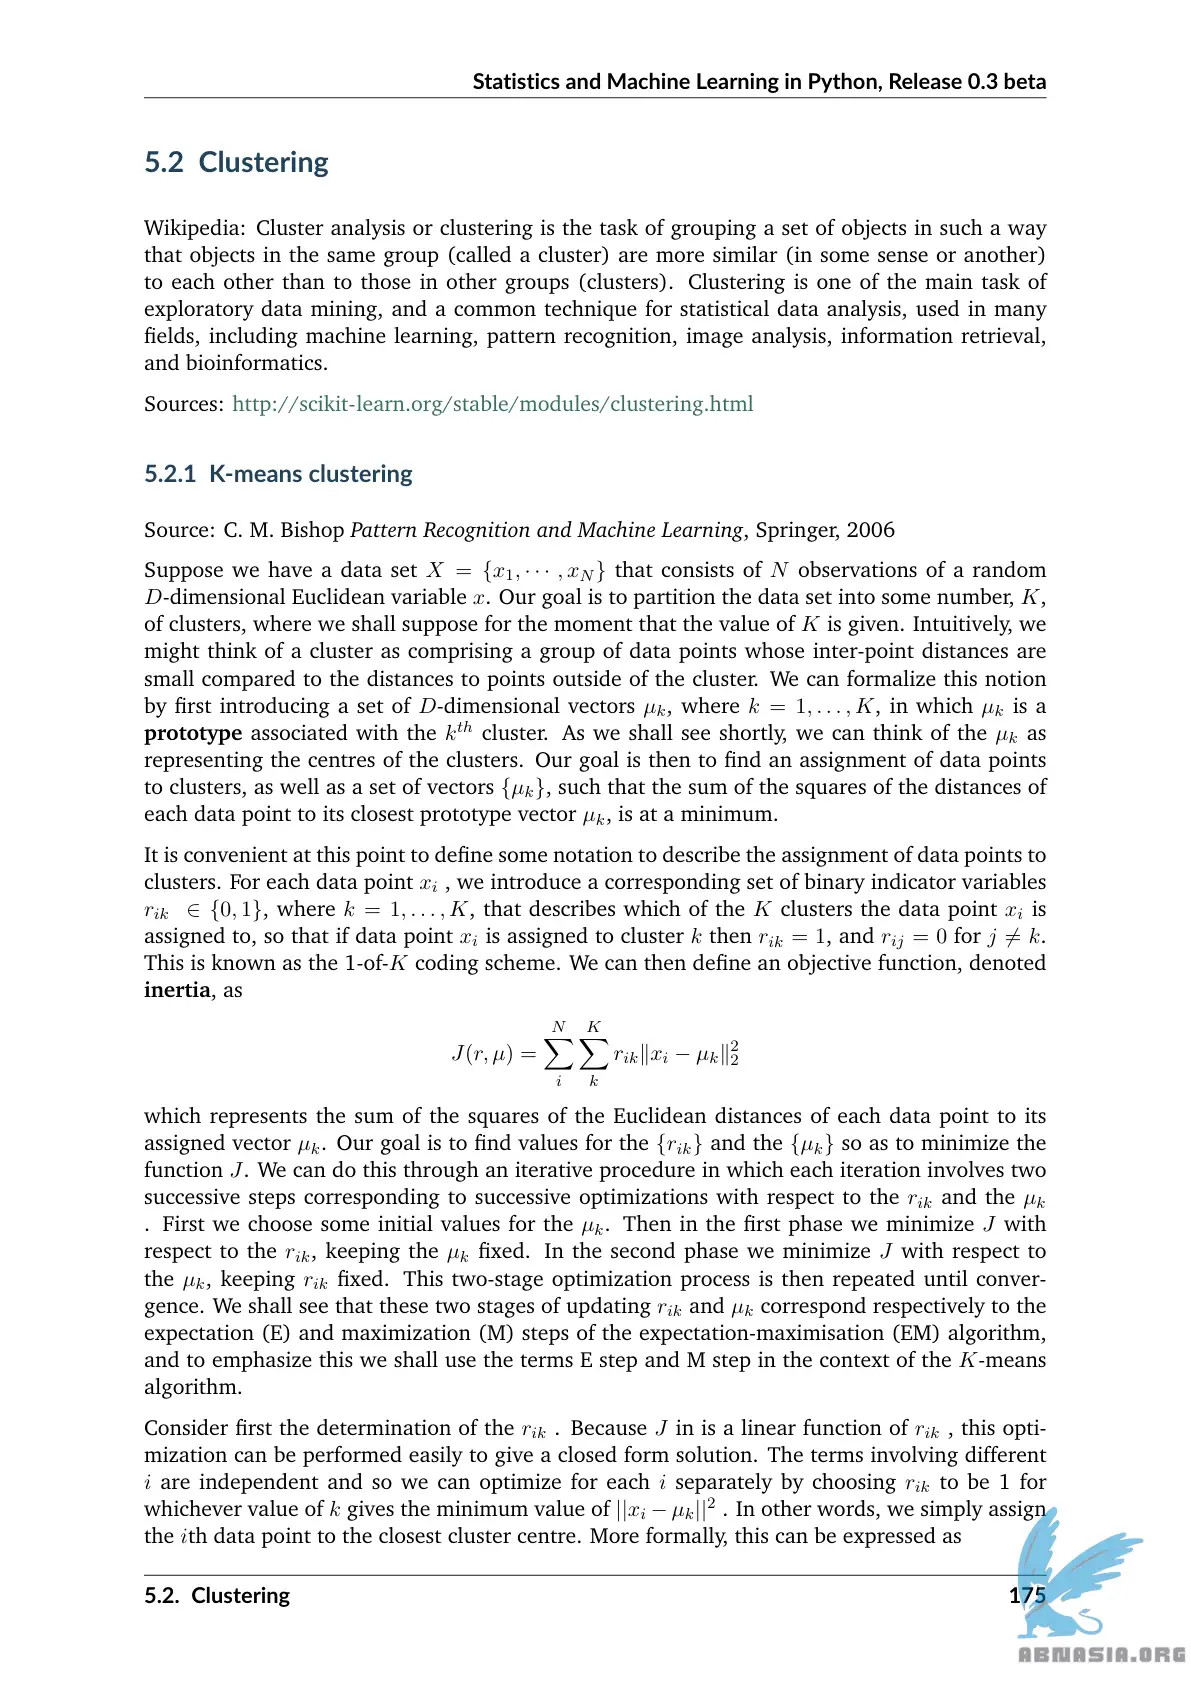 Statistics and Machine Learning in Python, Release 0.3 beta
5.2 Clustering
Wikipedia: Cluster analysis or clustering is the task of grouping a set of objects in such a way
that objects in the same group (called a cluster) are more similar (in some sense or another)
to each other than to those in other groups (clusters). Clustering is one of the main task of
exploratory data mining, and a common technique for statistical data analysis, used in many
fields, including machine learning, pattern recognition, image analysis, information retrieval,
and bioinformatics.
Sources: http://scikit-learn.org/stable/modules/clustering.html
5.2.1 K-means clustering
Source: C. M. Bishop Pattern Recognition and Machine Learning, Springer, 2006
Suppose we have a data set X = {x₁, ⋯ , x_N} that consists of N observations of a random
D-dimensional Euclidean variable x. Our goal is to partition the data set into some number, K,
of clusters, where we shall suppose for the moment that the value of K is given. Intuitively, we
might think of a cluster as comprising a group of data points whose inter-point distances are
small compared to the distances to points outside of the cluster. We can formalize this notion
by first introducing a set of D-dimensional vectors μ_k, where k = 1, . . . , K, in which μ_k is a
prototype associated with the k^{th} cluster. As we shall see shortly, we can think of the μ_k as
representing the centres of the clusters. Our goal is then to find an assignment of data points
to clusters, as well as a set of vectors {μ_k}, such that the sum of the squares of the distances of
each data point to its closest prototype vector μ_k, is at a minimum.
It is convenient at this point to define some notation to describe the assignment of data points to
clusters. For each data point x_i , we introduce a corresponding set of binary indicator variables
r_{ik} ∈ {0, 1}, where k = 1, . . . , K, that describes which of the K clusters the data point x_i is
assigned to, so that if data point x_i is assigned to cluster k then r_{ik} = 1, and r_{ij} = 0 for j ≠ k.
This is known as the 1-of-K coding scheme. We can then define an objective function, denoted
inertia, as
J(r, μ) = ∑_i^N ∑_k^K r_{ik}‖x_i − μ_k‖_2^2
which represents the sum of the squares of the Euclidean distances of each data point to its
assigned vector μ_k. Our goal is to find values for the {r_{ik}} and the {μ_k} so as to minimize the
function J. We can do this through an iterative procedure in which each iteration involves two
successive steps corresponding to successive optimizations with respect to the r_{ik} and the μ_k
. First we choose some initial values for the μ_k. Then in the first phase we minimize J with
respect to the r_{ik}, keeping the μ_k fixed. In the second phase we minimize J with respect to
the μ_k, keeping r_{ik} fixed. This two-stage optimization process is then repeated until conver-
gence. We shall see that these two stages of updating r_{ik} and μ_k correspond respectively to the
expectation (E) and maximization (M) steps of the expectation-maximisation (EM) algorithm,
and to emphasize this we shall use the terms E step and M step in the context of the K-means
algorithm.
Consider first the determination of the r_{ik} . Because J in is a linear function of r_{ik} , this opti-
mization can be performed easily to give a closed form solution. The terms involving different
i are independent and so we can optimize for each i separately by choosing r_{ik} to be 1 for
whichever value of k gives the minimum value of ||x_i − μ_k||² . In other words, we simply assign
the ith data point to the closest cluster centre. More formally, this can be expressed as
5.2. Clustering 175
ABNASIA.ORG